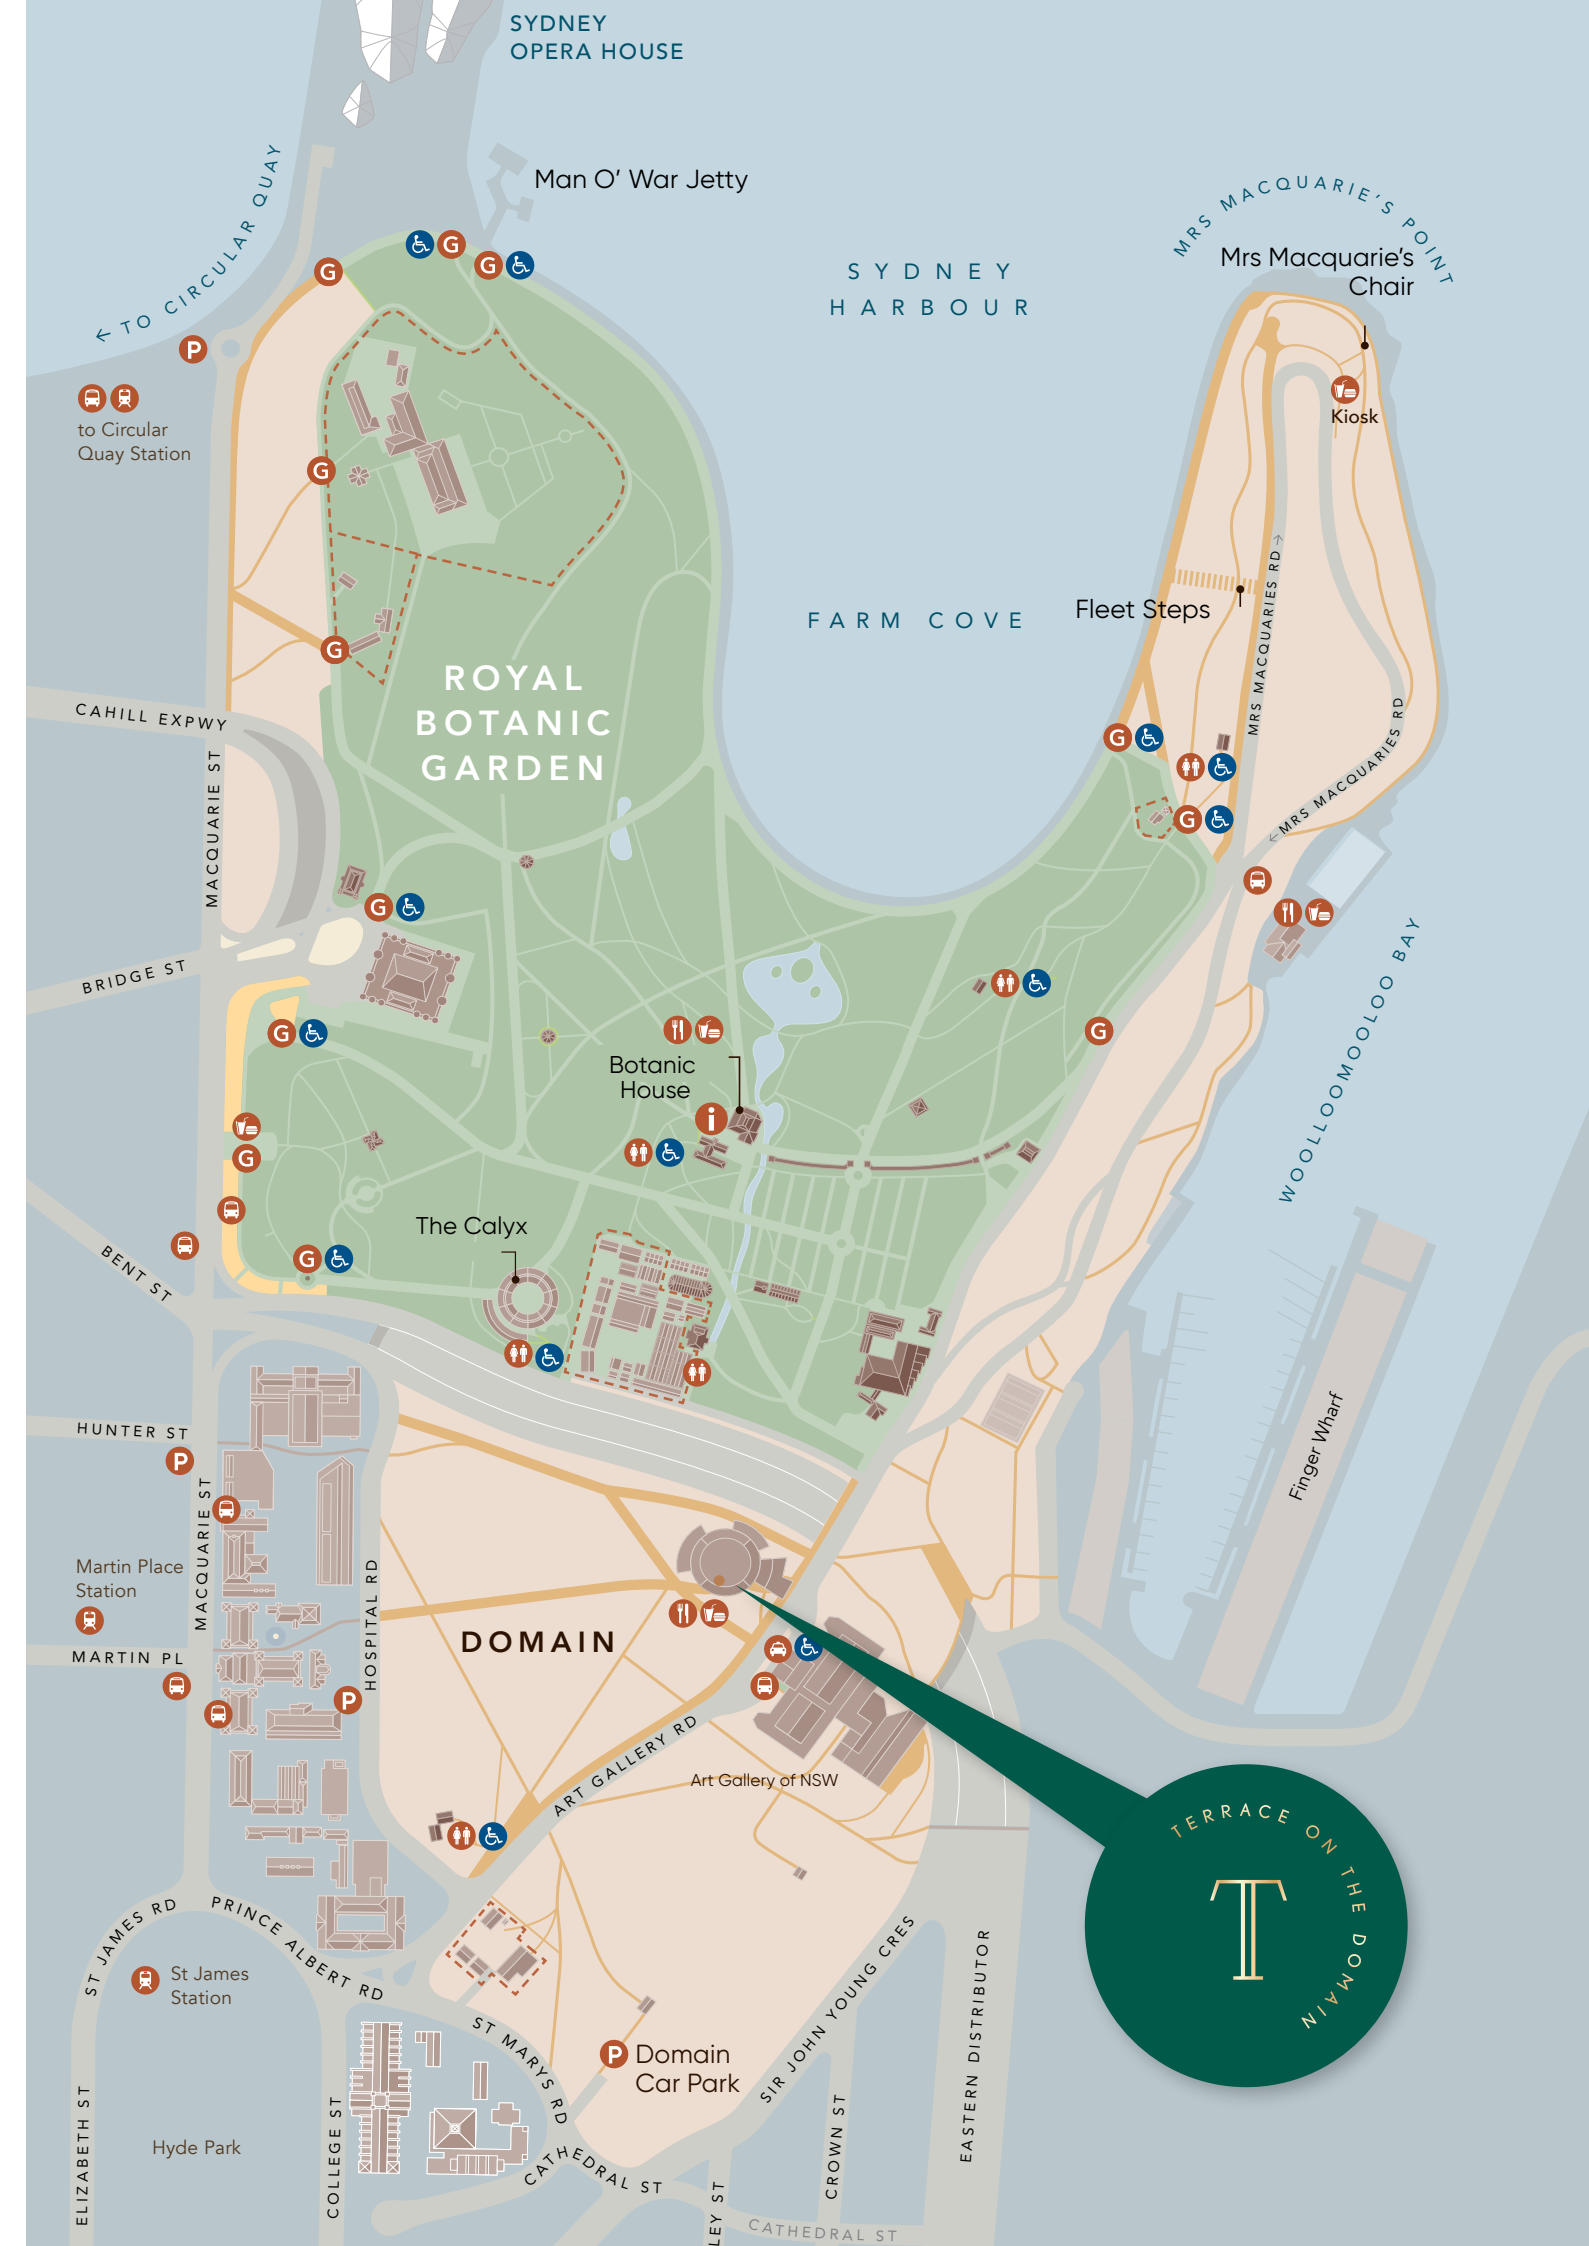 SYDNEY
OPERA HOUSE
Man O’ War Jetty
← TO CIRCULAR QUAY
MRS MACQUARIE’S POINT
Mrs Macquarie’s
Chair
SYDNEY
HARBOUR
G
G
G
G
P
to Circular
Quay Station
Kiosk
G
MRS MACQUARIES RD →
Fleet Steps
FARM COVE
G
ROYAL
BOTANIC
GARDEN
CAHILL EXPWY
MACQUARIE ST
G
← MRS MACQUARIES RD
G
G
BRIDGE ST
WOOLLOOMOOLOO BAY
G
G
Botanic
House
i
G
The Calyx
BENT ST
G
Finger Wharf
HUNTER ST
P
MACQUARIE ST
Martin Place
Station
HOSPITAL RD
DOMAIN
MARTIN PL
P
ART GALLERY RD
Art Gallery of NSW
TERRACE ON THE DOMAIN
T
ST JAMES RD
PRINCE ALBERT RD
St James
Station
ST MARYS RD
P
Domain
Car Park
SIR JOHN YOUNG CRES
EASTERN DISTRIBUTOR
ELIZABETH ST
Hyde Park
COLLEGE ST
CATHEDRAL ST
CROWN ST
LEY ST
CATHEDRAL ST